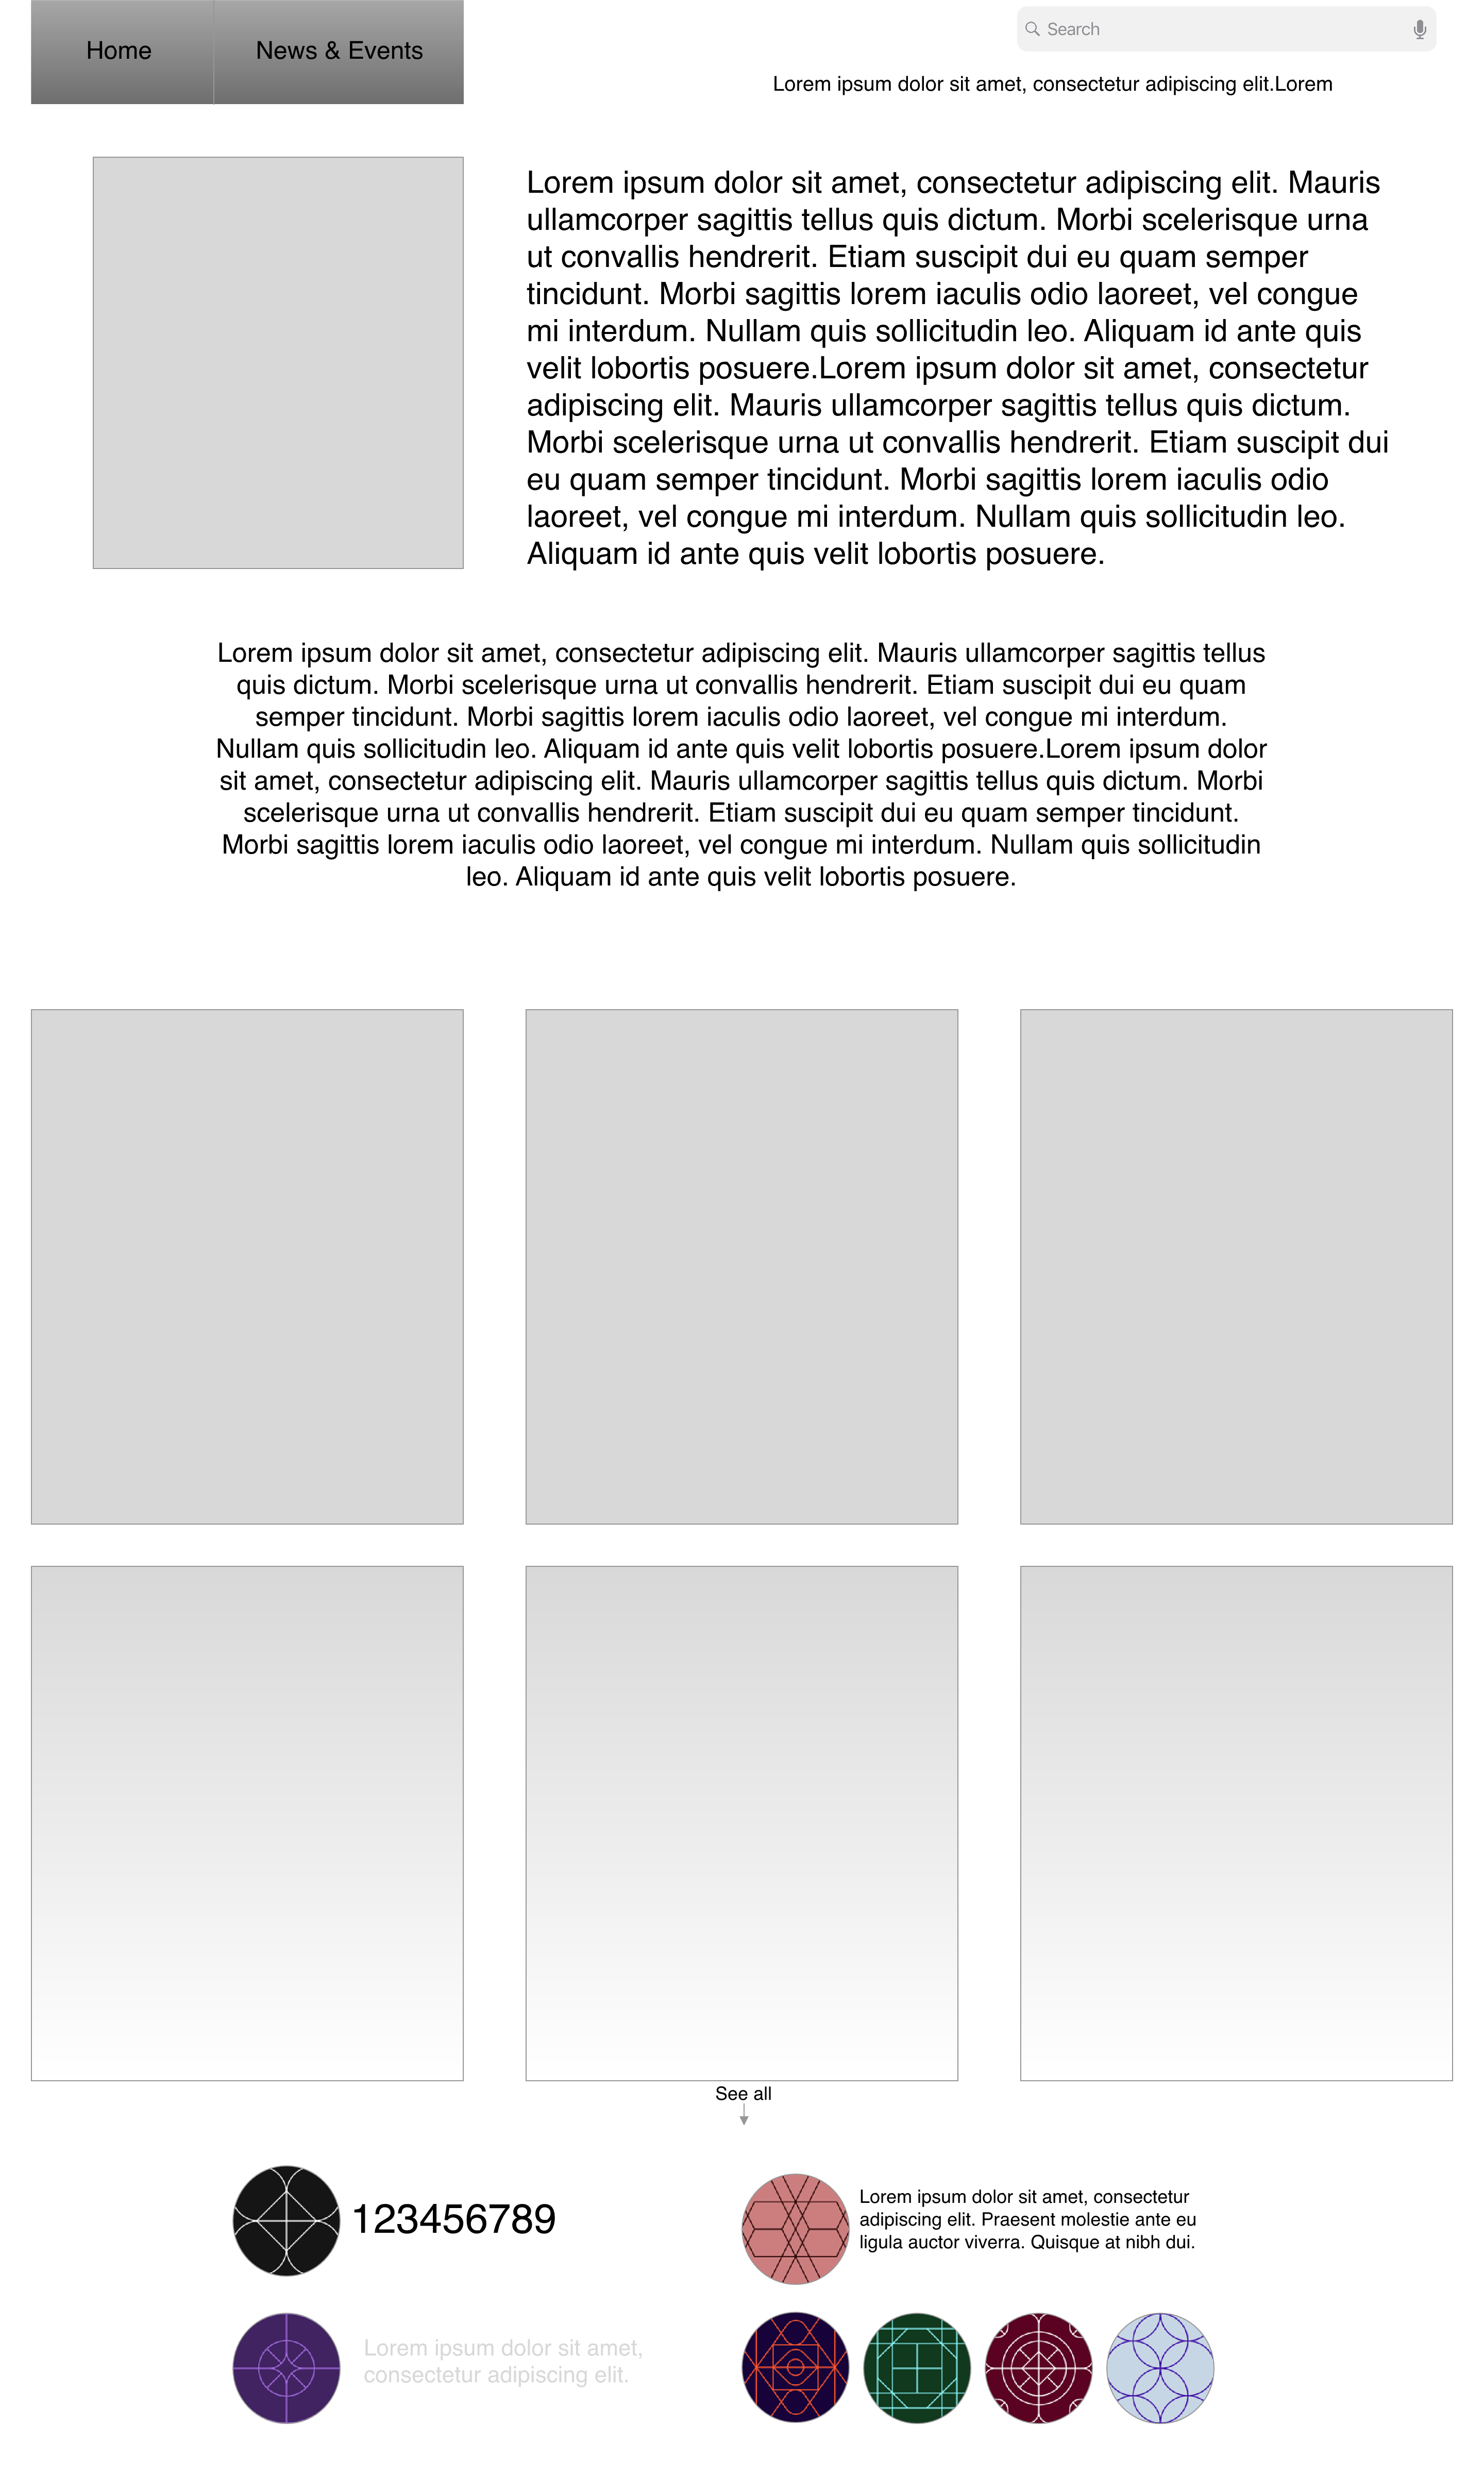 Home
News & Events
Search
Lorem ipsum dolor sit amet, consectetur adipiscing elit.Lorem
Lorem ipsum dolor sit amet, consectetur adipiscing elit. Mauris
ullamcorper sagittis tellus quis dictum. Morbi scelerisque urna
ut convallis hendrerit. Etiam suscipit dui eu quam semper
tincidunt. Morbi sagittis lorem iaculis odio laoreet, vel congue
mi interdum. Nullam quis sollicitudin leo. Aliquam id ante quis
velit lobortis posuere.Lorem ipsum dolor sit amet, consectetur
adipiscing elit. Mauris ullamcorper sagittis tellus quis dictum.
Morbi scelerisque urna ut convallis hendrerit. Etiam suscipit dui
eu quam semper tincidunt. Morbi sagittis lorem iaculis odio
laoreet, vel congue mi interdum. Nullam quis sollicitudin leo.
Aliquam id ante quis velit lobortis posuere.
Lorem ipsum dolor sit amet, consectetur adipiscing elit. Mauris ullamcorper sagittis tellus
quis dictum. Morbi scelerisque urna ut convallis hendrerit. Etiam suscipit dui eu quam
semper tincidunt. Morbi sagittis lorem iaculis odio laoreet, vel congue mi interdum.
Nullam quis sollicitudin leo. Aliquam id ante quis velit lobortis posuere.Lorem ipsum dolor
sit amet, consectetur adipiscing elit. Mauris ullamcorper sagittis tellus quis dictum. Morbi
scelerisque urna ut convallis hendrerit. Etiam suscipit dui eu quam semper tincidunt.
Morbi sagittis lorem iaculis odio laoreet, vel congue mi interdum. Nullam quis sollicitudin
leo. Aliquam id ante quis velit lobortis posuere.
See all
123456789
Lorem ipsum dolor sit amet, consectetur
adipiscing elit. Praesent molestie ante eu
ligula auctor viverra. Quisque at nibh dui.
Lorem ipsum dolor sit amet,
consectetur adipiscing elit.